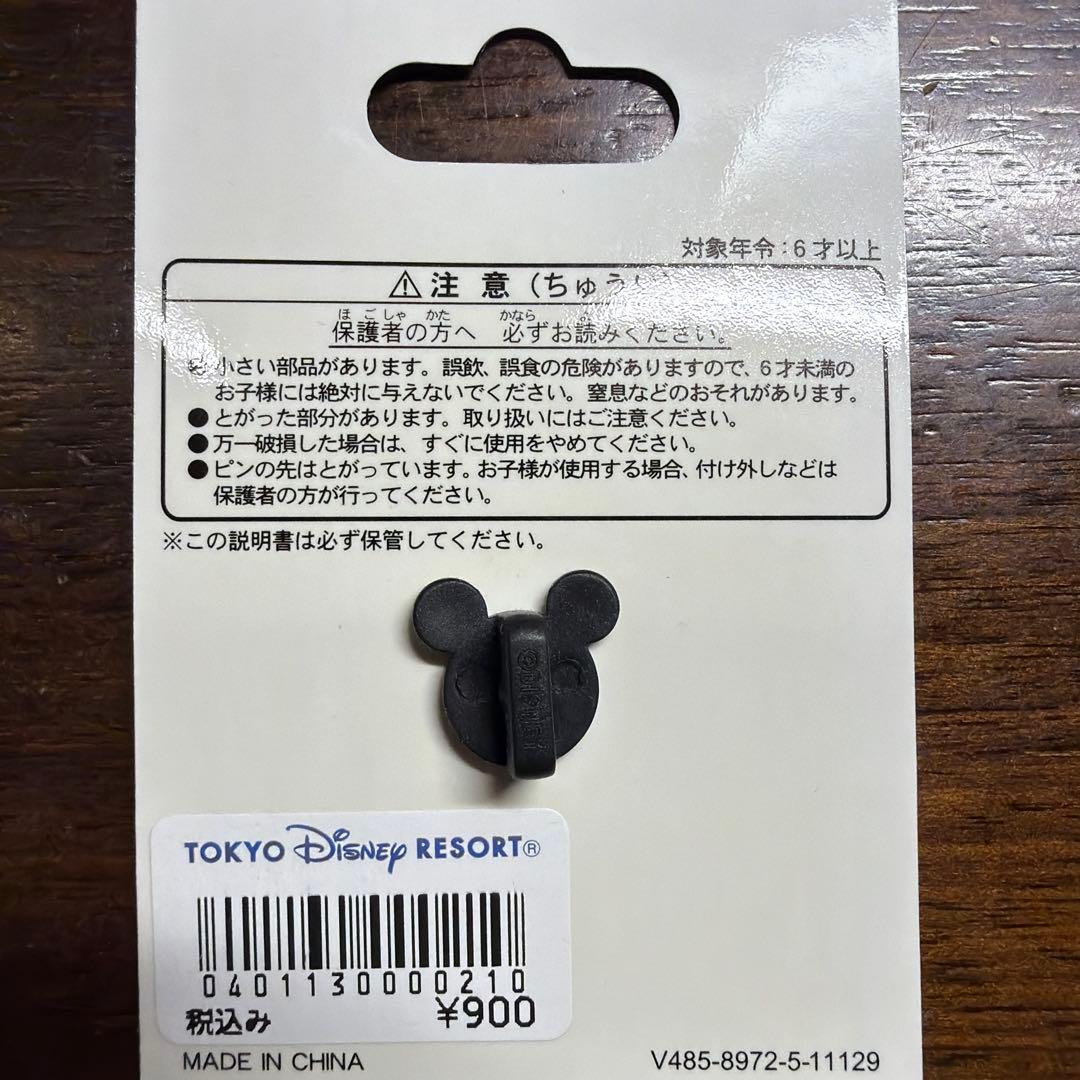 対象年令：6才以上
⚠注 意（ちゅう
ほ ご しゃ かた かなら
保護者の方へ 必ずお読みください。
小さい部品があります。誤飲、誤食の危険がありますので、6才未満の
お子様には絶対に与えないでください。窒息などのおそれがあります。
●とがった部分があります。取り扱いにはご注意ください。
●万一破損した場合は、すぐに使用をやめてください。
●ピンの先はとがっています。お子様が使用する場合、付け外しなどは
保護者の方が行ってください。
※この説明書は必ず保管してください。
©DISNEY
TOKYO Disney RESORT®
0401130000210
税込み ¥900
MADE IN CHINA V485-8972-5-11129